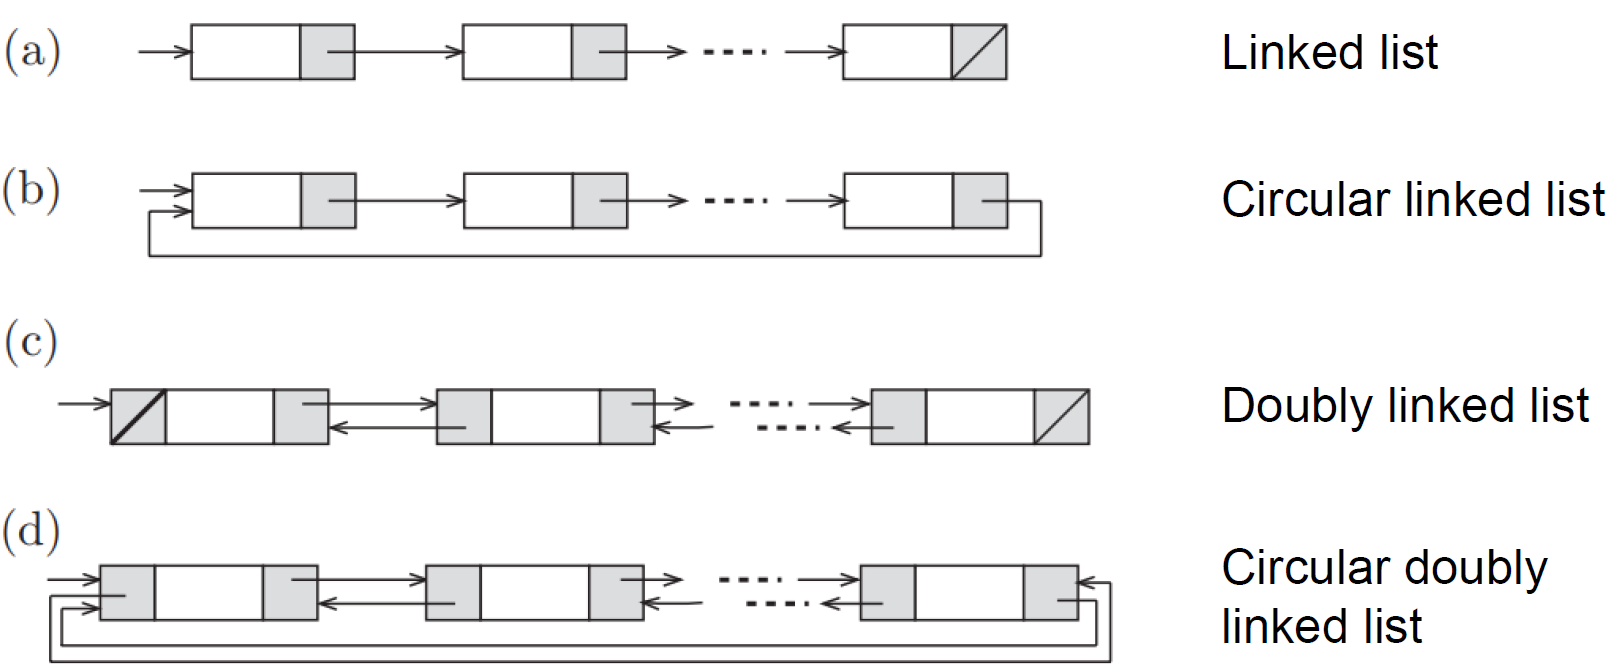 (a)
Linked list
(b)
Circular linked list
(c)
Doubly linked list
(d)
Circular doubly
linked list